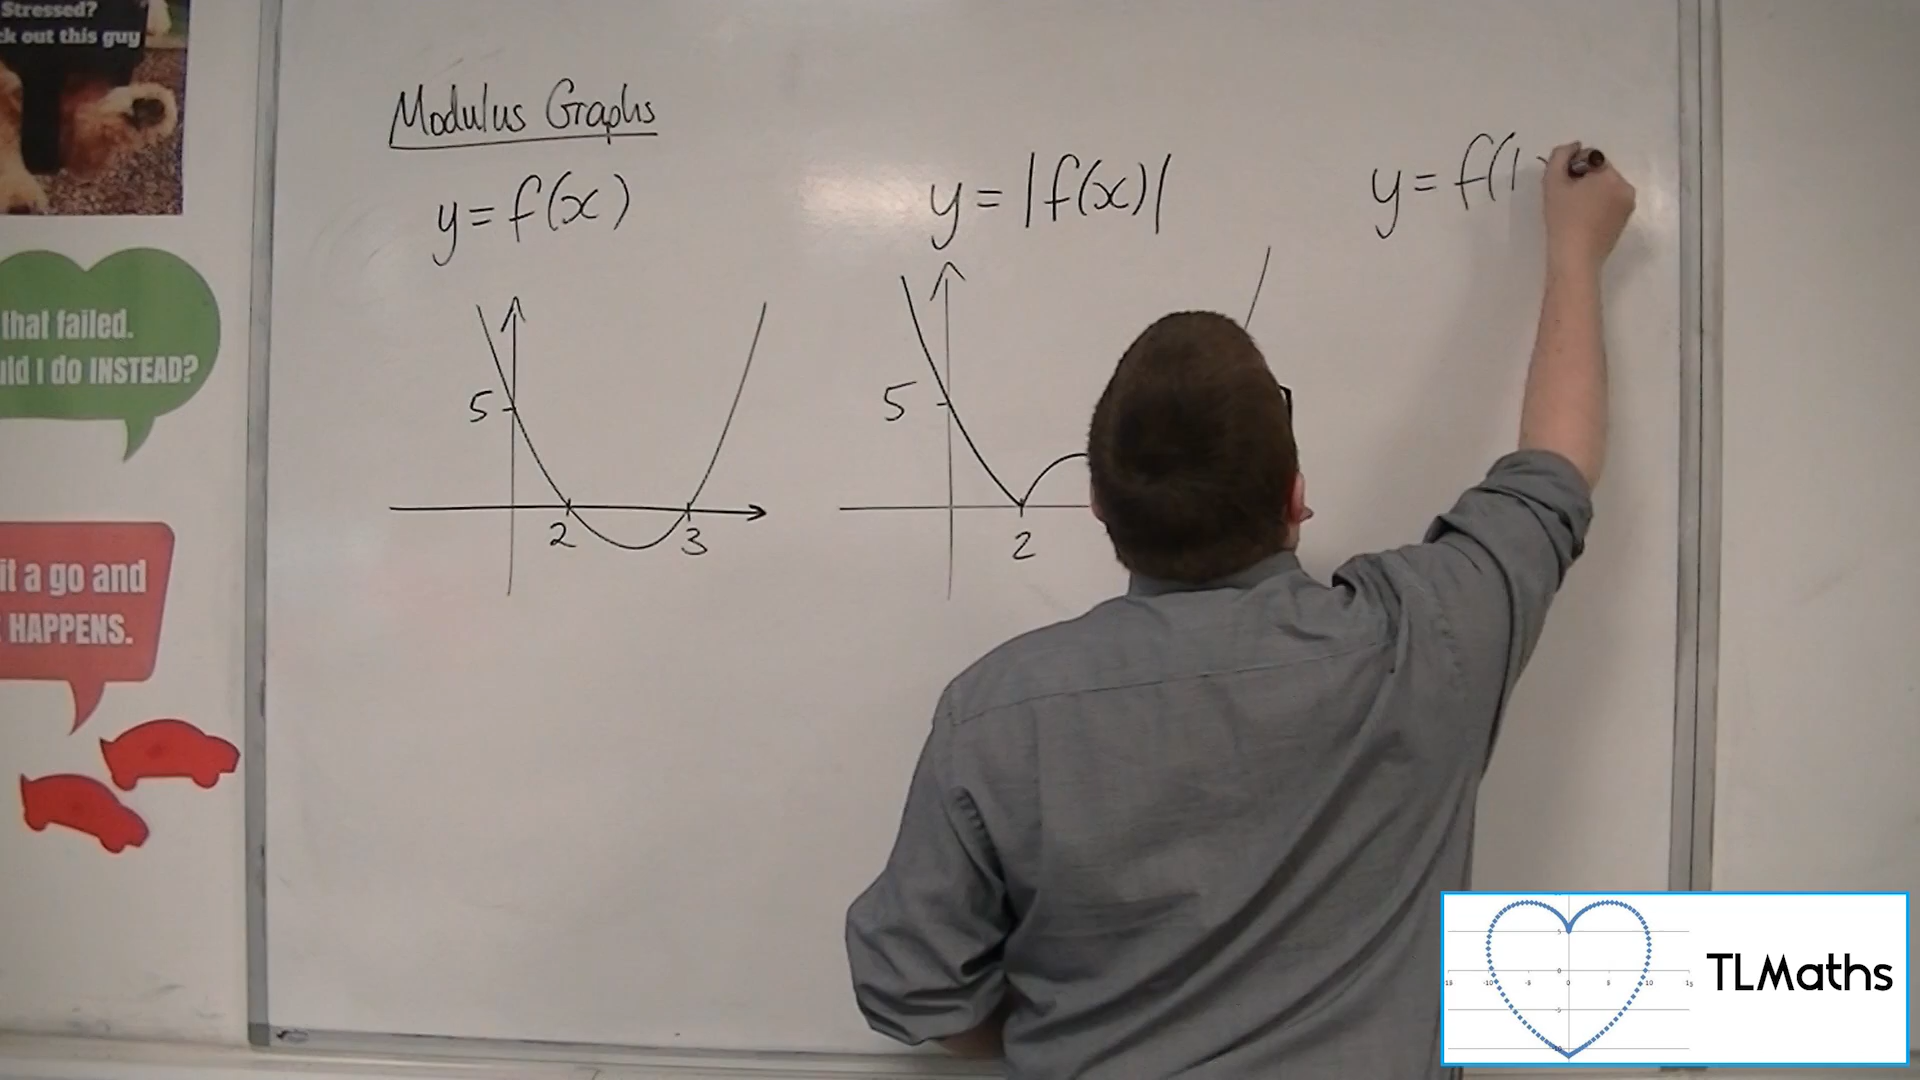 Stressed?
ck out this guy
that failed.
uld I do INSTEAD?
it a go and
HAPPENS.
Modulus Graphs
y = f(x)
5
2
3
y = |f(x)|
5
2
y = f(|
TLMaths